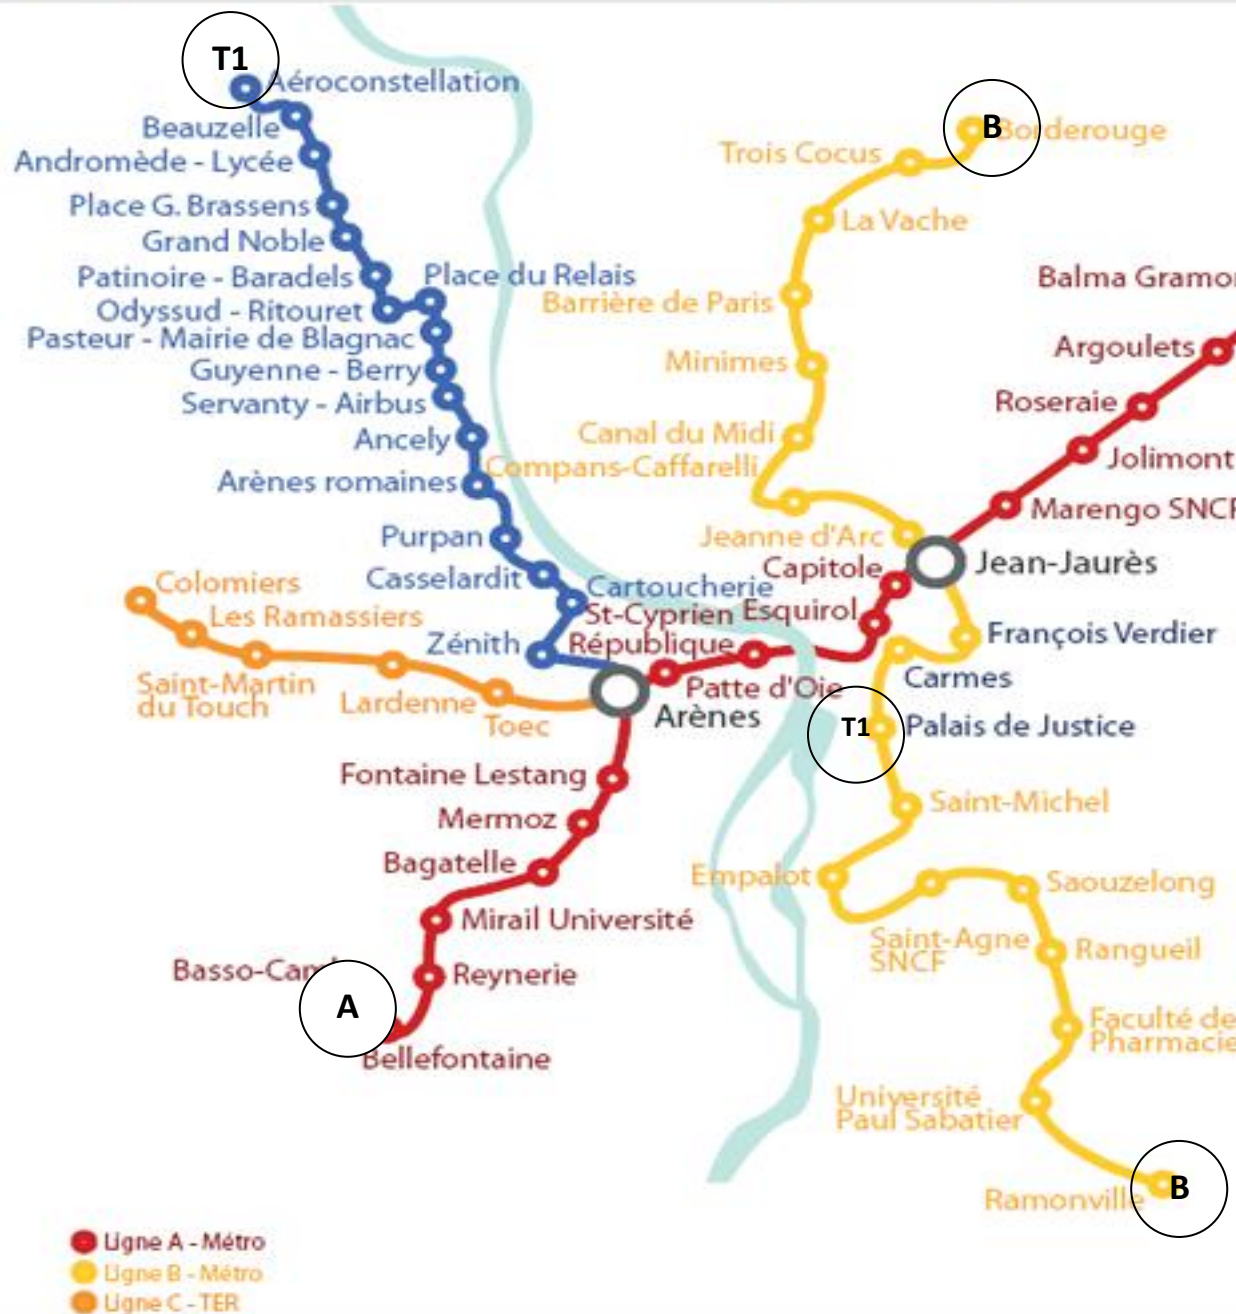 T1
Aéroconstellation
Beauzelle
Andromède - Lycée
Place G. Brassens
Grand Noble
Patinoire - Baradels
Place du Relais
Odyssud - Ritouret
Pasteur - Mairie de Blagnac
Guyenne - Berry
Servanty - Airbus
Ancely
Arènes romaines
Purpan
Casselardit
Cartoucherie
Zénith
B
Borderouge
Trois Cocus
La Vache
Barrière de Paris
Minimes
Canal du Midi
Compans-Caffarelli
Jeanne d'Arc
Balma Gramo
Argoulets
Roseraie
Jolimont
Marengo SNCF
Jean-Jaurès
Capitole
Esquirol
St-Cyprien
République
Patte d'Oie
Arènes
Colomiers
Les Ramassiers
Saint-Martin
du Touch
Lardenne
Toec
François Verdier
Carmes
T1
Palais de Justice
Saint-Michel
Empalot
Saint-Agne
SNCF
Saouzelong
Rangueil
Faculté de
Pharmacie
Université
Paul Sabatier
Ramonville
B
Fontaine Lestang
Mermoz
Bagatelle
Mirail Université
Reynerie
Basso-Cam
A
Bellefontaine
Ligne A - Métro
Ligne B - Métro
Ligne C - TER